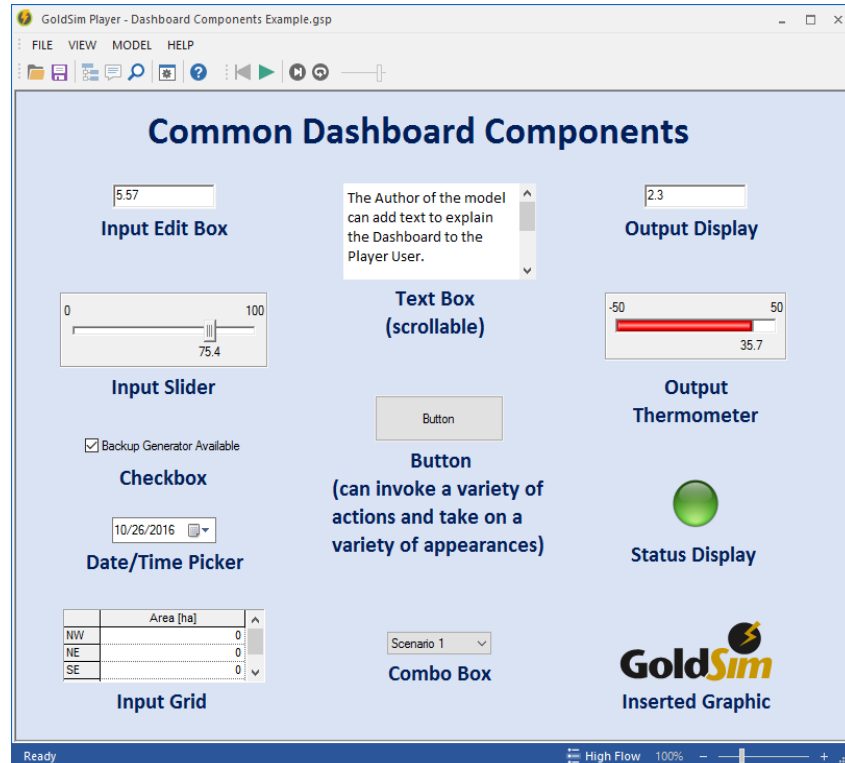 GoldSim Player - Dashboard Components Example.gsp
FILE VIEW MODEL HELP
Common Dashboard Components
5.57
Input Edit Box
The Author of the model
can add text to explain
the Dashboard to the
Player User.
Text Box
(scrollable)
2.3
Output Display
0 100
75.4
Input Slider
-50 50
35.7
Output
Thermometer
Backup Generator Available
Checkbox
Button
Button
(can invoke a variety of
actions and take on a
variety of appearances)
Status Display
10/26/2016
Date/Time Picker
Area [ha]
NW 0
NE 0
SE 0
Input Grid
Scenario 1
Combo Box
GoldSim
Inserted Graphic
Ready
High Flow 100%